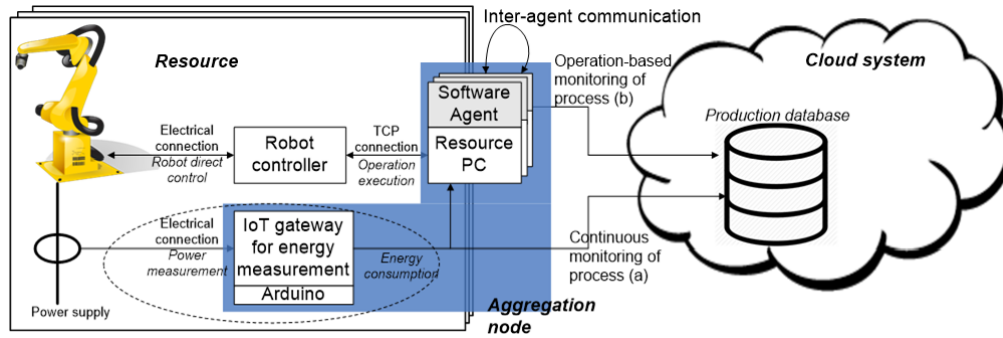 Inter-agent communication
Resource
Operation-based
monitoring of
process (b)
Cloud system
Software
Agent
Resource
PC
Production database
Electrical
connection
Robot direct
control
Robot
controller
TCP
connection
Operation
execution
Electrical
connection
Power
measurement
IoT gateway
for energy
measurement
Arduino
Energy
consumption
Continuous
monitoring of
process (a)
Power supply
Aggregation
node